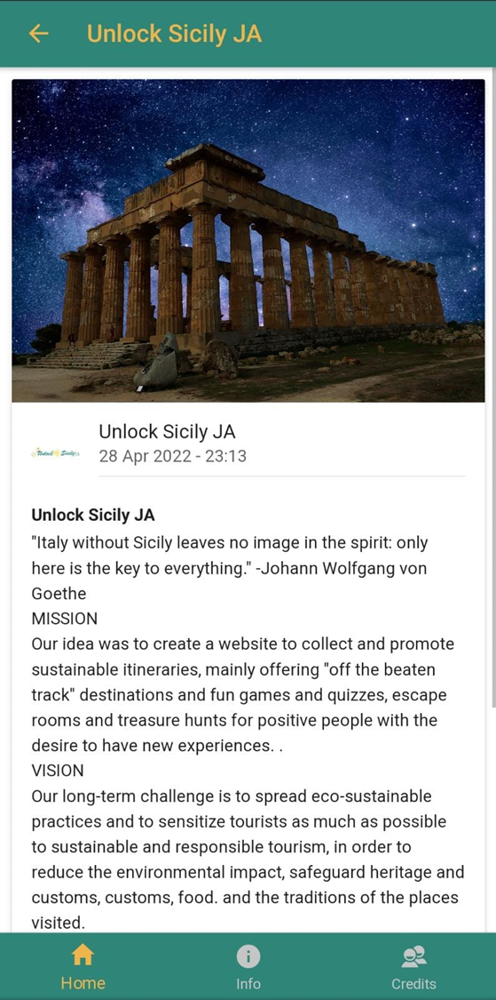 Unlock Sicily JA
Unlock Sicily JA
28 Apr 2022 - 23:13
Unlock Sicily
Unlock Sicily JA
"Italy without Sicily leaves no image in the spirit: only
here is the key to everything." -Johann Wolfgang von
Goethe
MISSION
Our idea was to create a website to collect and promote
sustainable itineraries, mainly offering "off the beaten
track" destinations and fun games and quizzes, escape
rooms and treasure hunts for positive people with the
desire to have new experiences. .
VISION
Our long-term challenge is to spread eco-sustainable
practices and to sensitize tourists as much as possible
to sustainable and responsible tourism, in order to
reduce the environmental impact, safeguard heritage and
customs, customs, food. and the traditions of the places
visited.
Home
Info
Credits